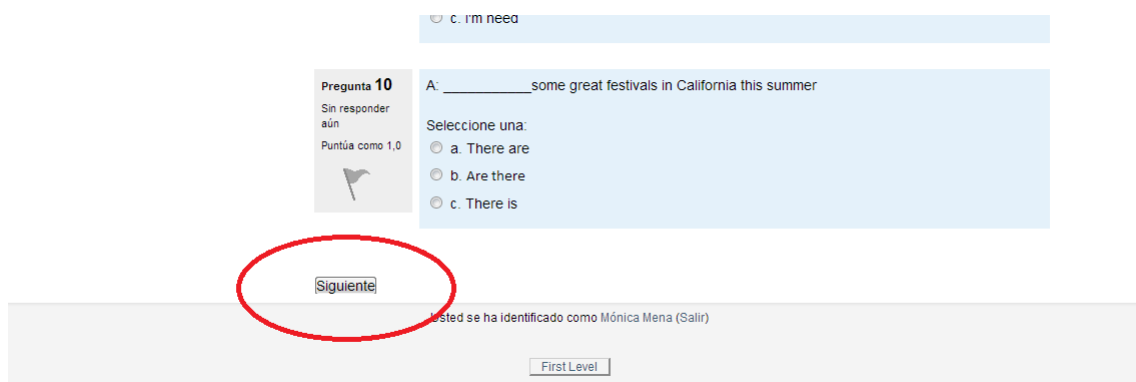 c. I'm need
Pregunta 10
Sin responder
aún
Puntúa como 1,0
A: ___________some great festivals in California this summer
Seleccione una:
a. There are
b. Are there
c. There is
Siguiente
Usted se ha identificado como Mónica Mena (Salir)
First Level